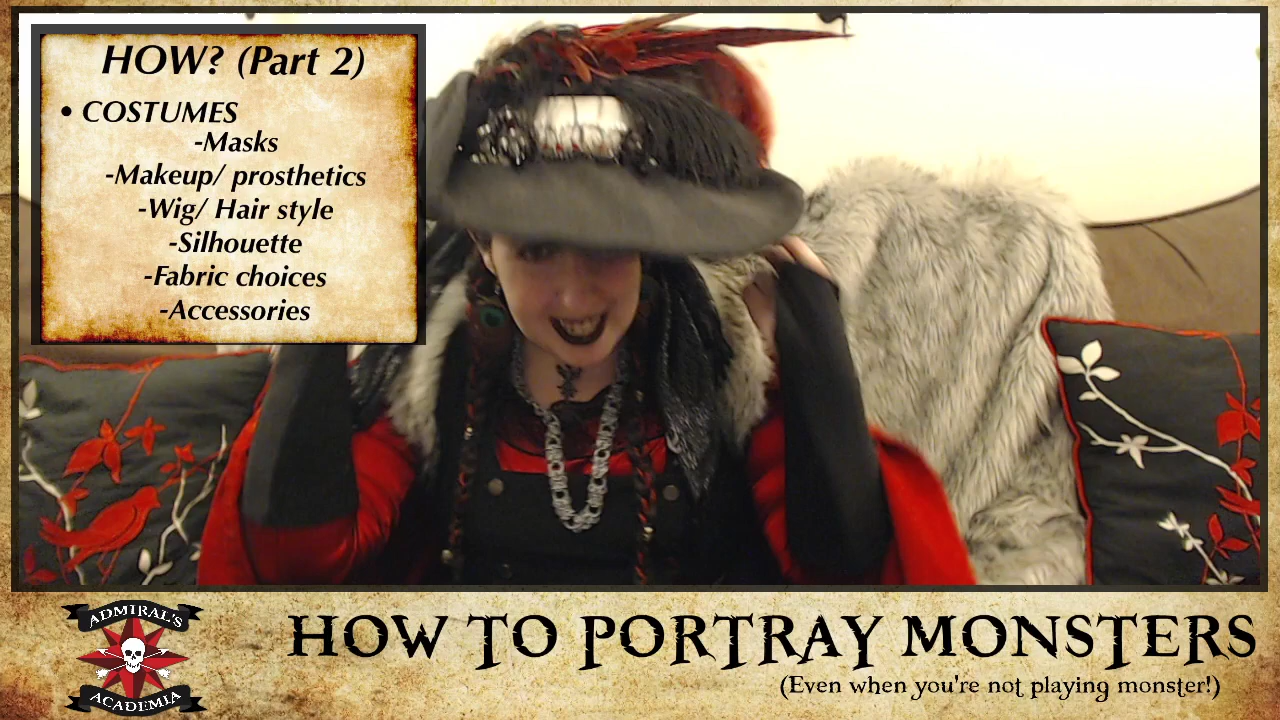 HOW? (Part 2)
• COSTUMES
-Masks
-Makeup/ prosthetics
-Wig/ Hair style
-Silhouette
-Fabric choices
-Accessories
ADMIRAL'S
ACADEMIA
HOW TO PORTRAY MONSTERS
(Even when you're not playing monster!)